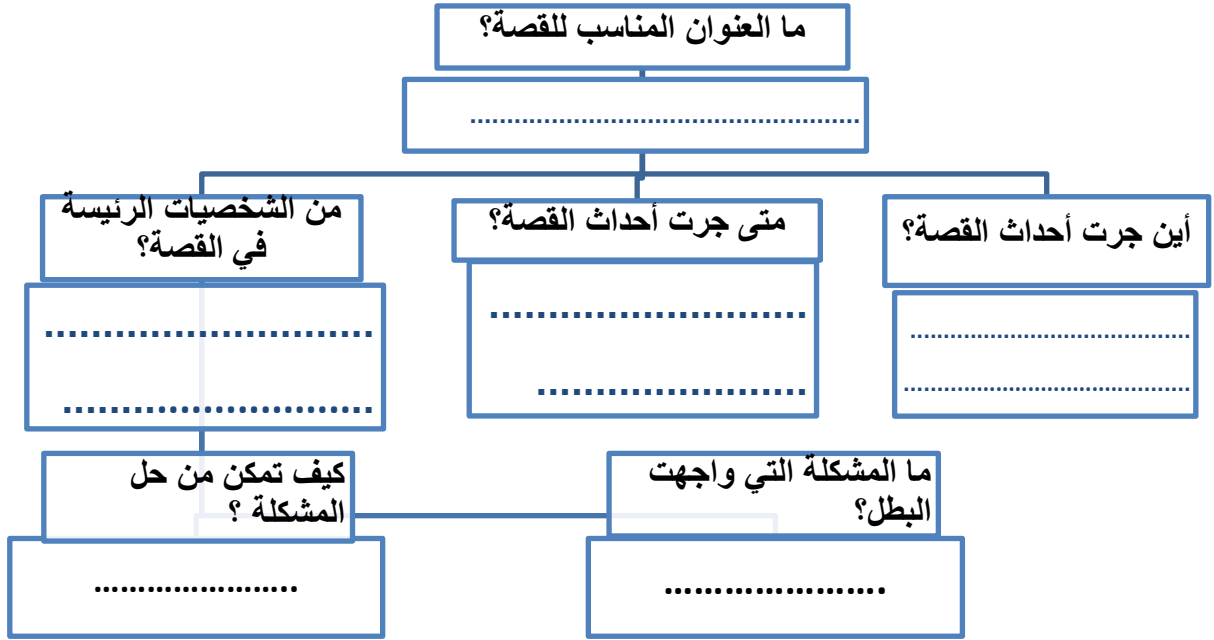 ما العنوان المناسب للقصة؟
.....................................................
أين جرت أحداث القصة؟
متى جرت أحداث القصة؟
من الشخصيات الرئيسة
في القصة؟
.............................................
..............................................
...........................
.......................
............................
...........................
ما المشكلة التي واجهت
البطل؟
كيف تمكن من حل
المشكلة ؟
......................
......................